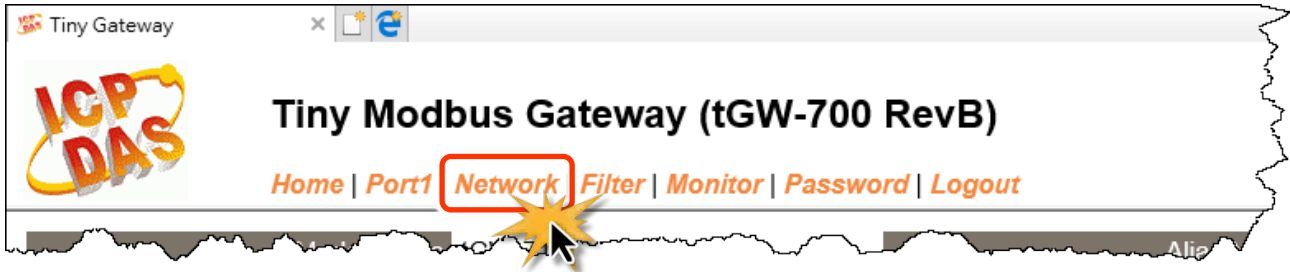 Tiny Gateway
ICP
DAS
Tiny Modbus Gateway (tGW-700 RevB)
Home | Port1 | Network | Filter | Monitor | Password | Logout